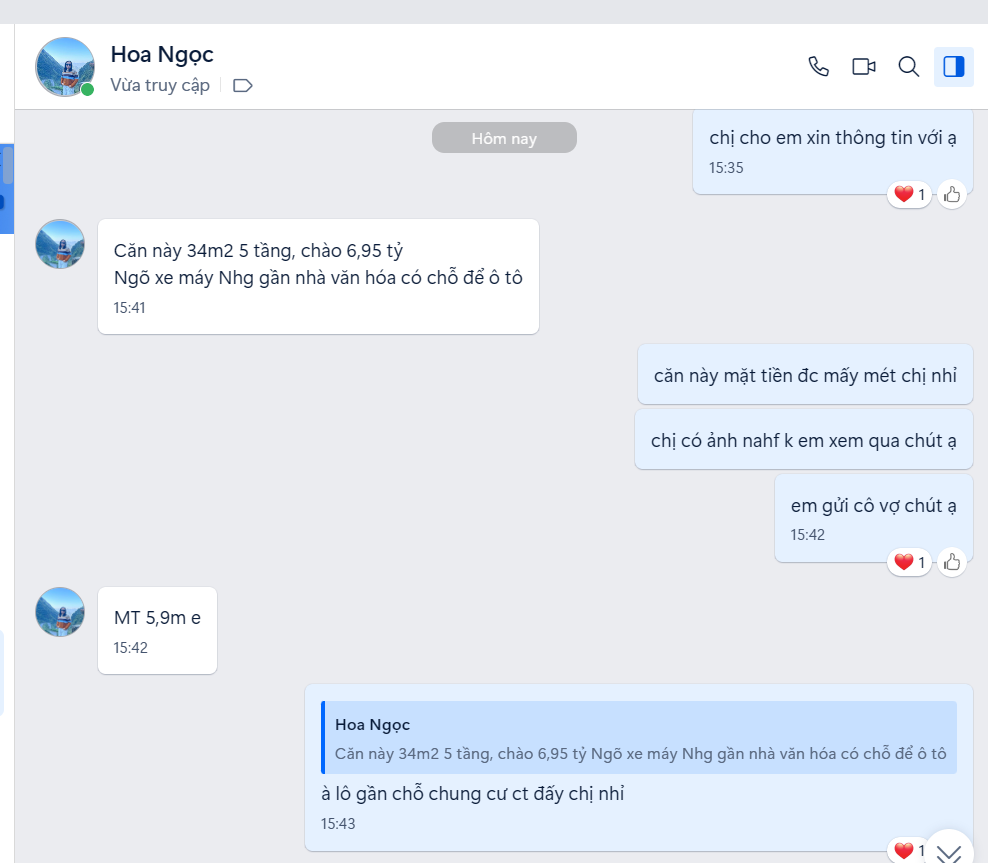 Hoa Ngọc
Vừa truy cập
Hôm nay
chị cho em xin thông tin với ạ
15:35
1
Căn này 34m2 5 tầng, chào 6,95 tỷ
Ngõ xe máy Nhg gần nhà văn hóa có chỗ để ô tô
15:41
căn này mặt tiền đc mấy mét chị nhỉ
chị có ảnh nahf k em xem qua chút ạ
em gửi cô vợ chút ạ
15:42
1
MT 5,9m e
15:42
Hoa Ngọc
Căn này 34m2 5 tầng, chào 6,95 tỷ Ngõ xe máy Nhg gần nhà văn hóa có chỗ để ô tô
à lô gần chỗ chung cư ct đấy chị nhỉ
15:43
1